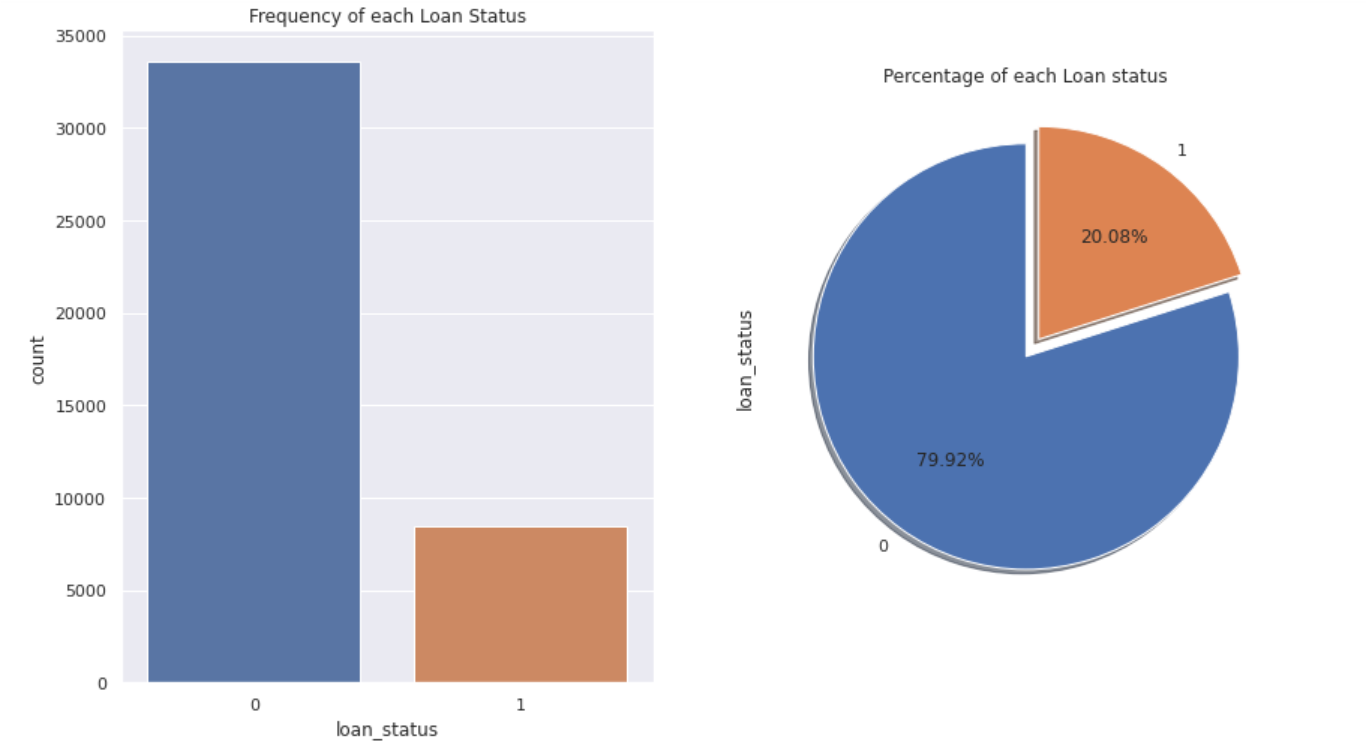 Frequency of each Loan Status
35000
30000
25000
20000
15000
10000
5000
0
count
0 1
loan_status
Percentage of each Loan status
1
20.08%
79.92%
0
loan_status